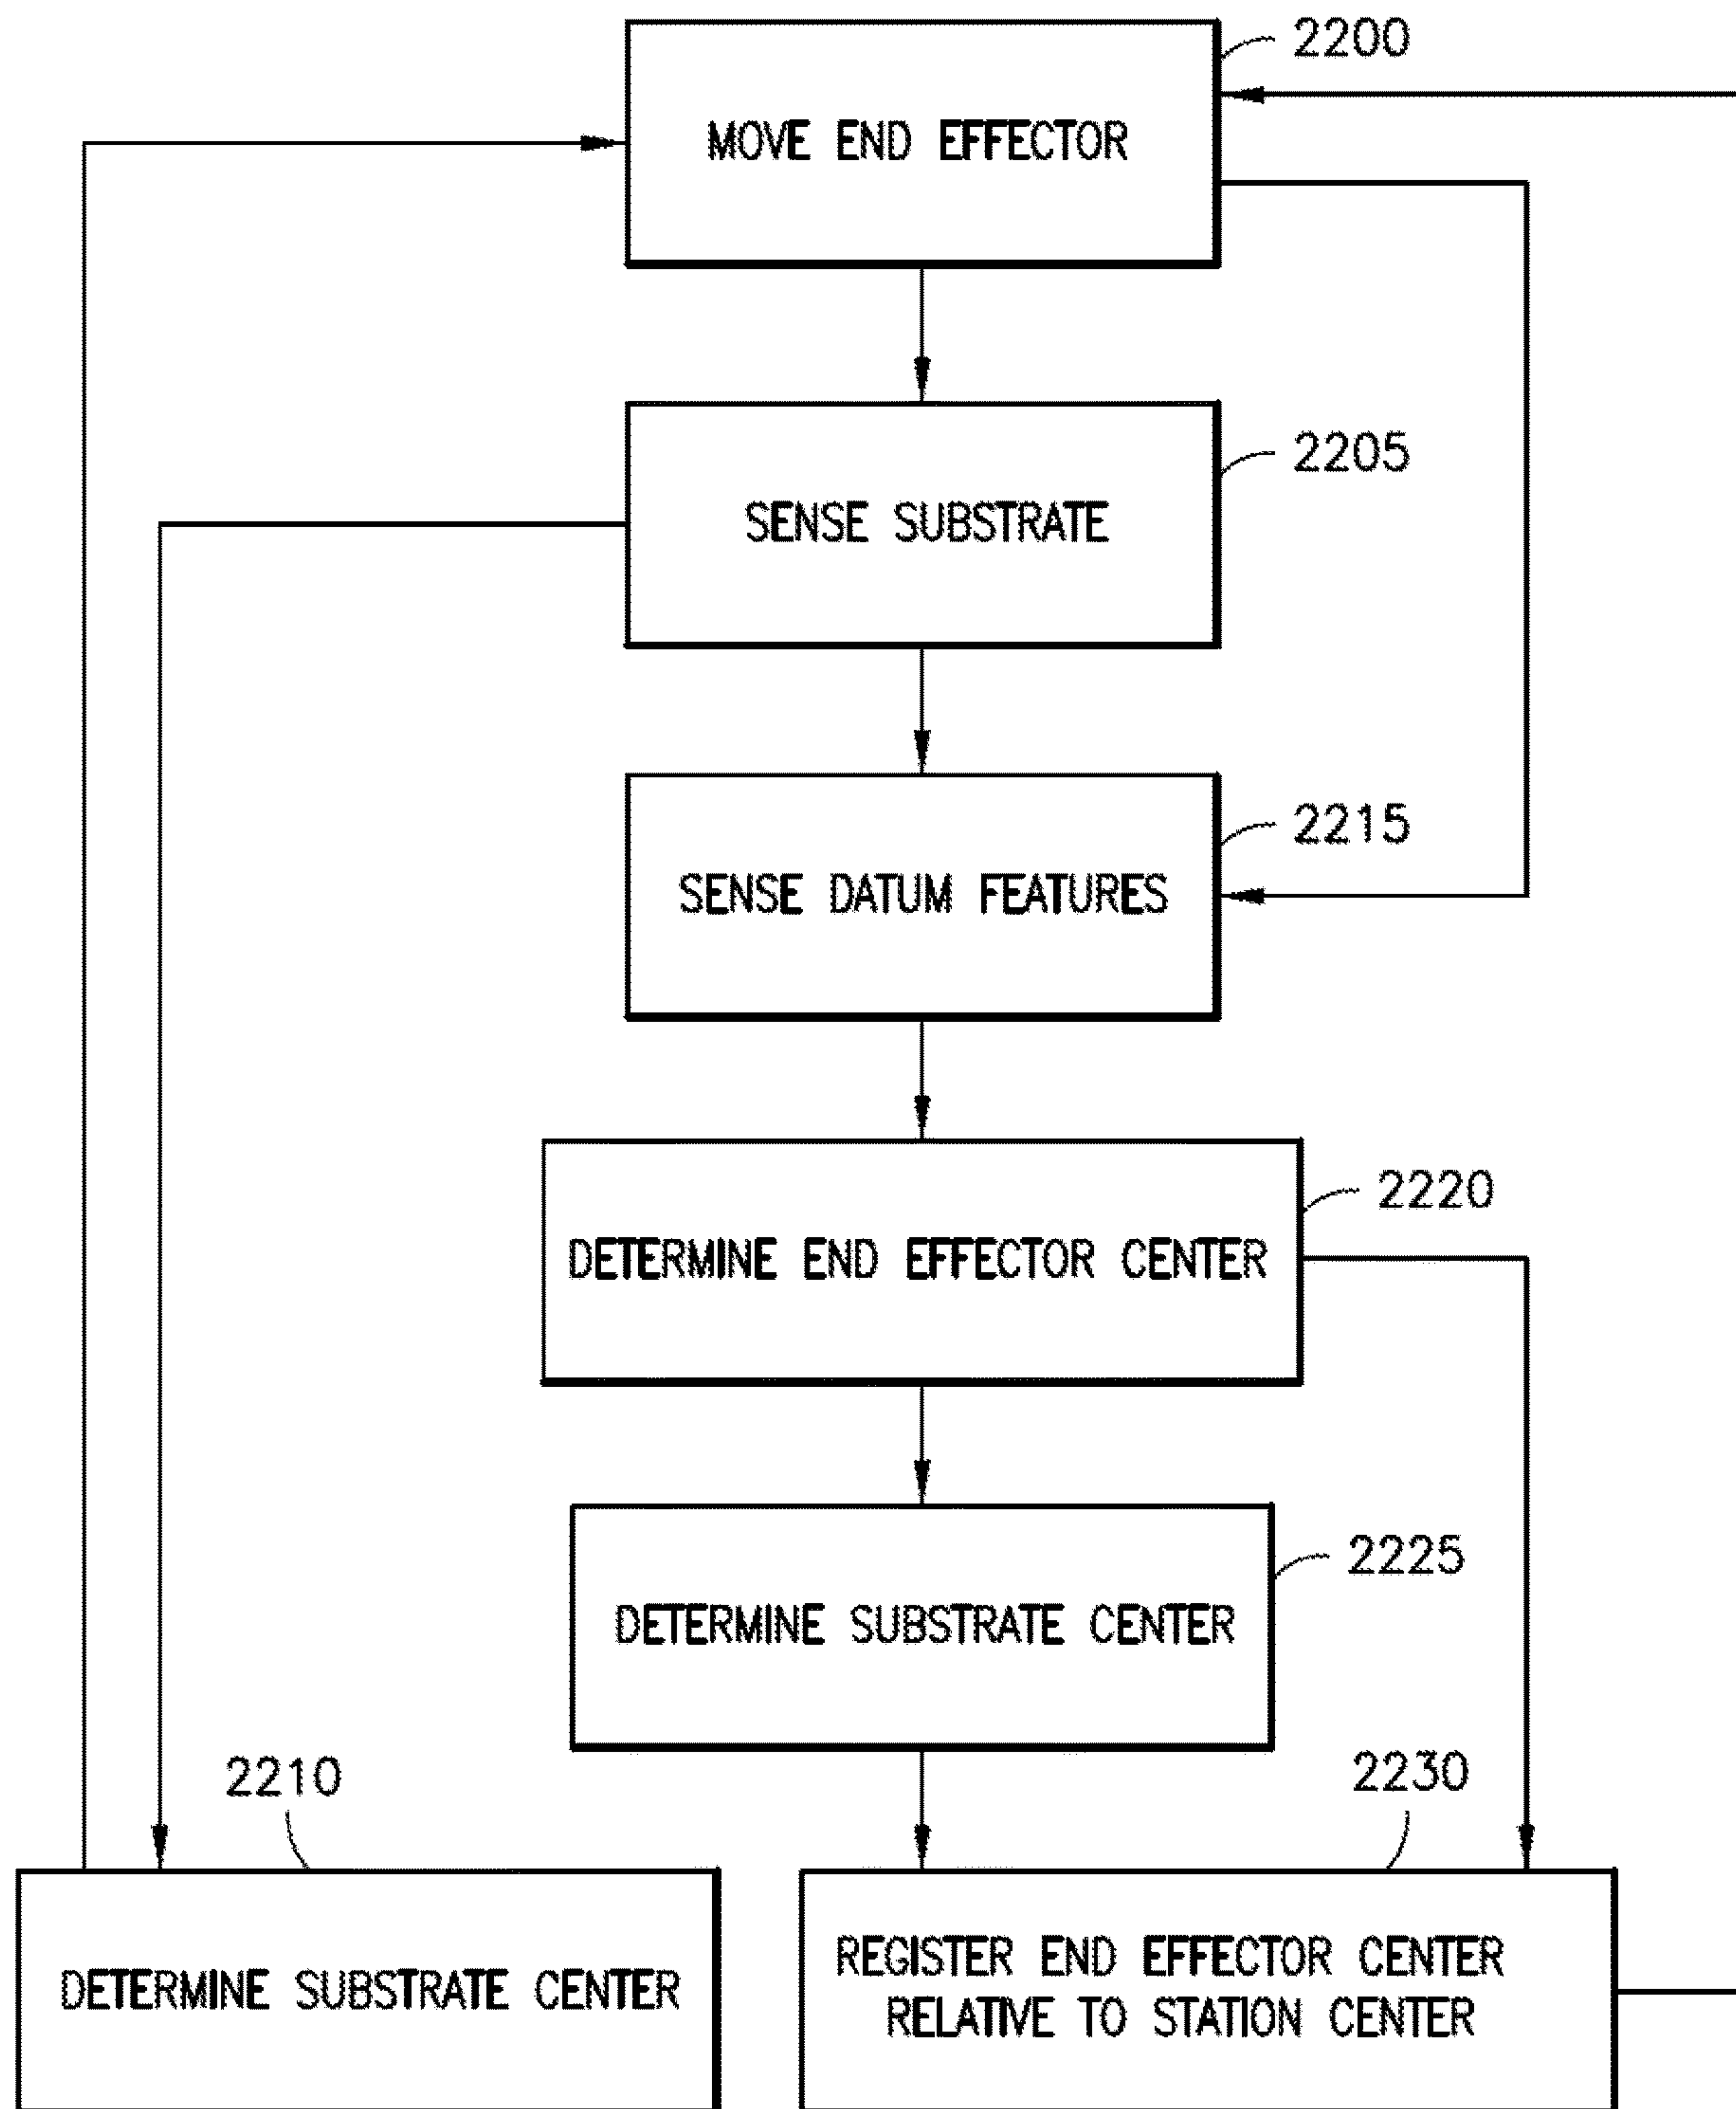 2200
MOVE END EFFECTOR
2205
SENSE SUBSTRATE
2215
SENSE DATUM FEATURES
2220
DETERMINE END EFFECTOR CENTER
2225
DETERMINE SUBSTRATE CENTER
2210
2230
DETERMINE SUBSTRATE CENTER
REGISTER END EFFECTOR CENTER
RELATIVE TO STATION CENTER